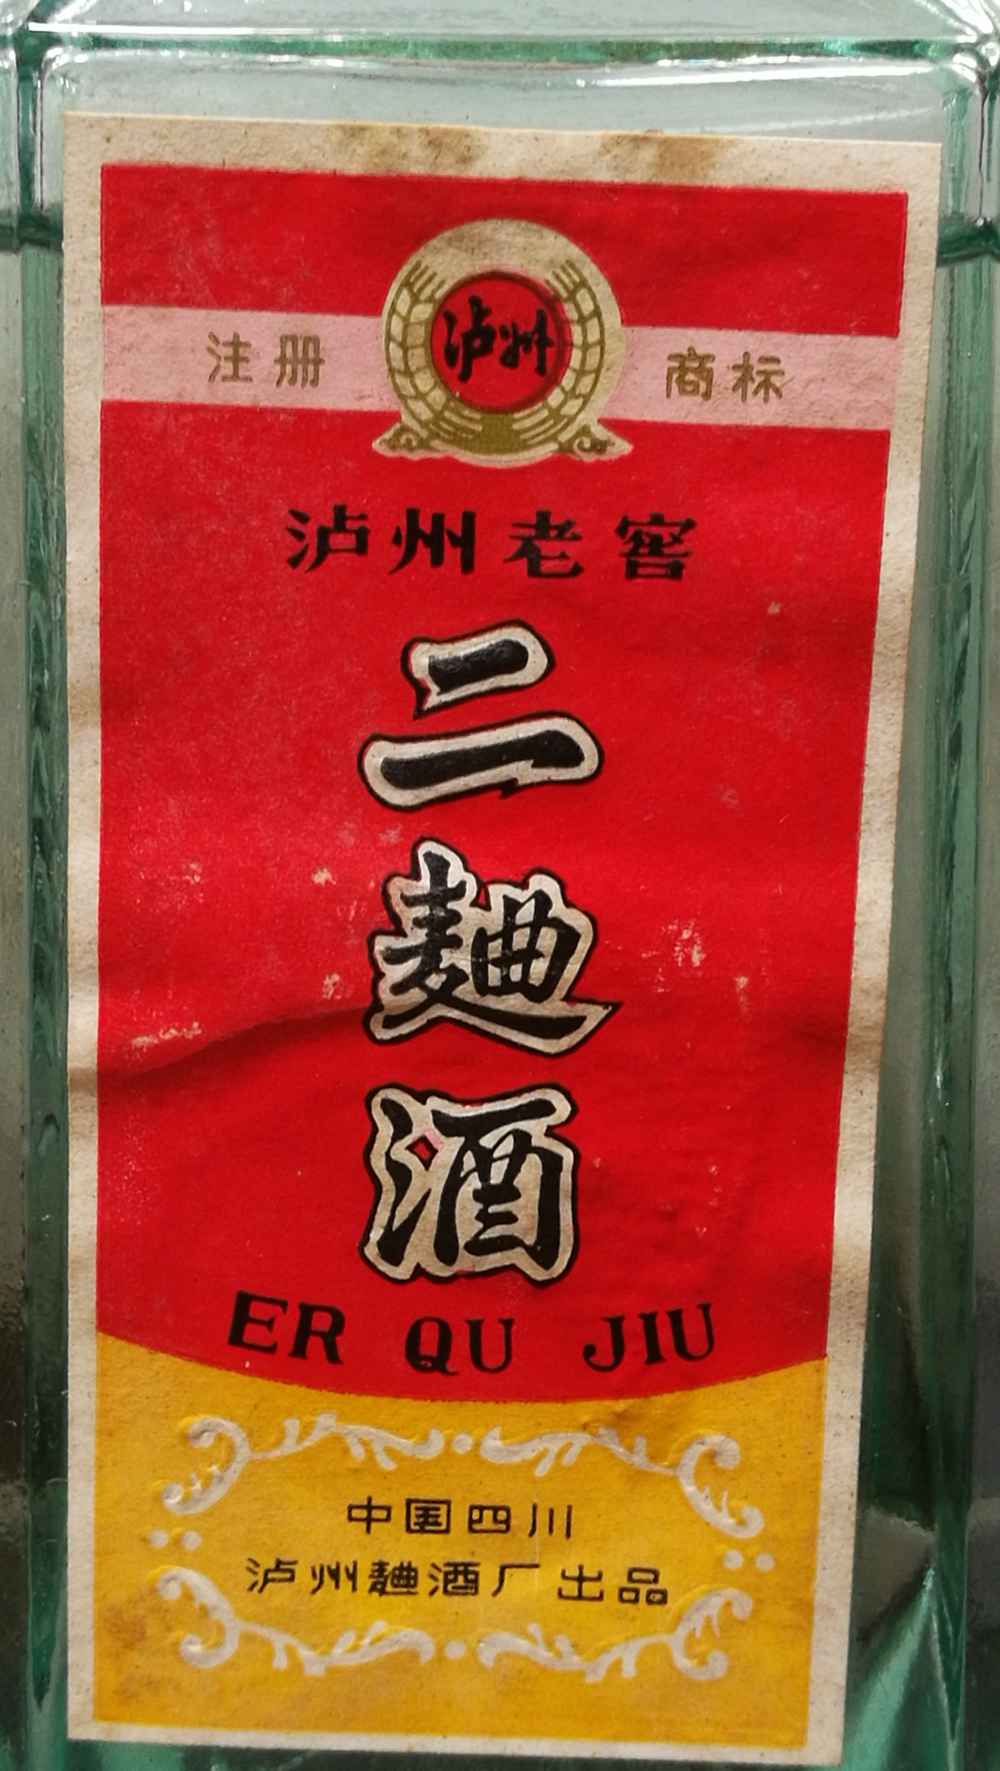 泸州
注册 商标
泸州老窖
二麯酒
ER QU JIU
中国四川
泸州麯酒厂出品